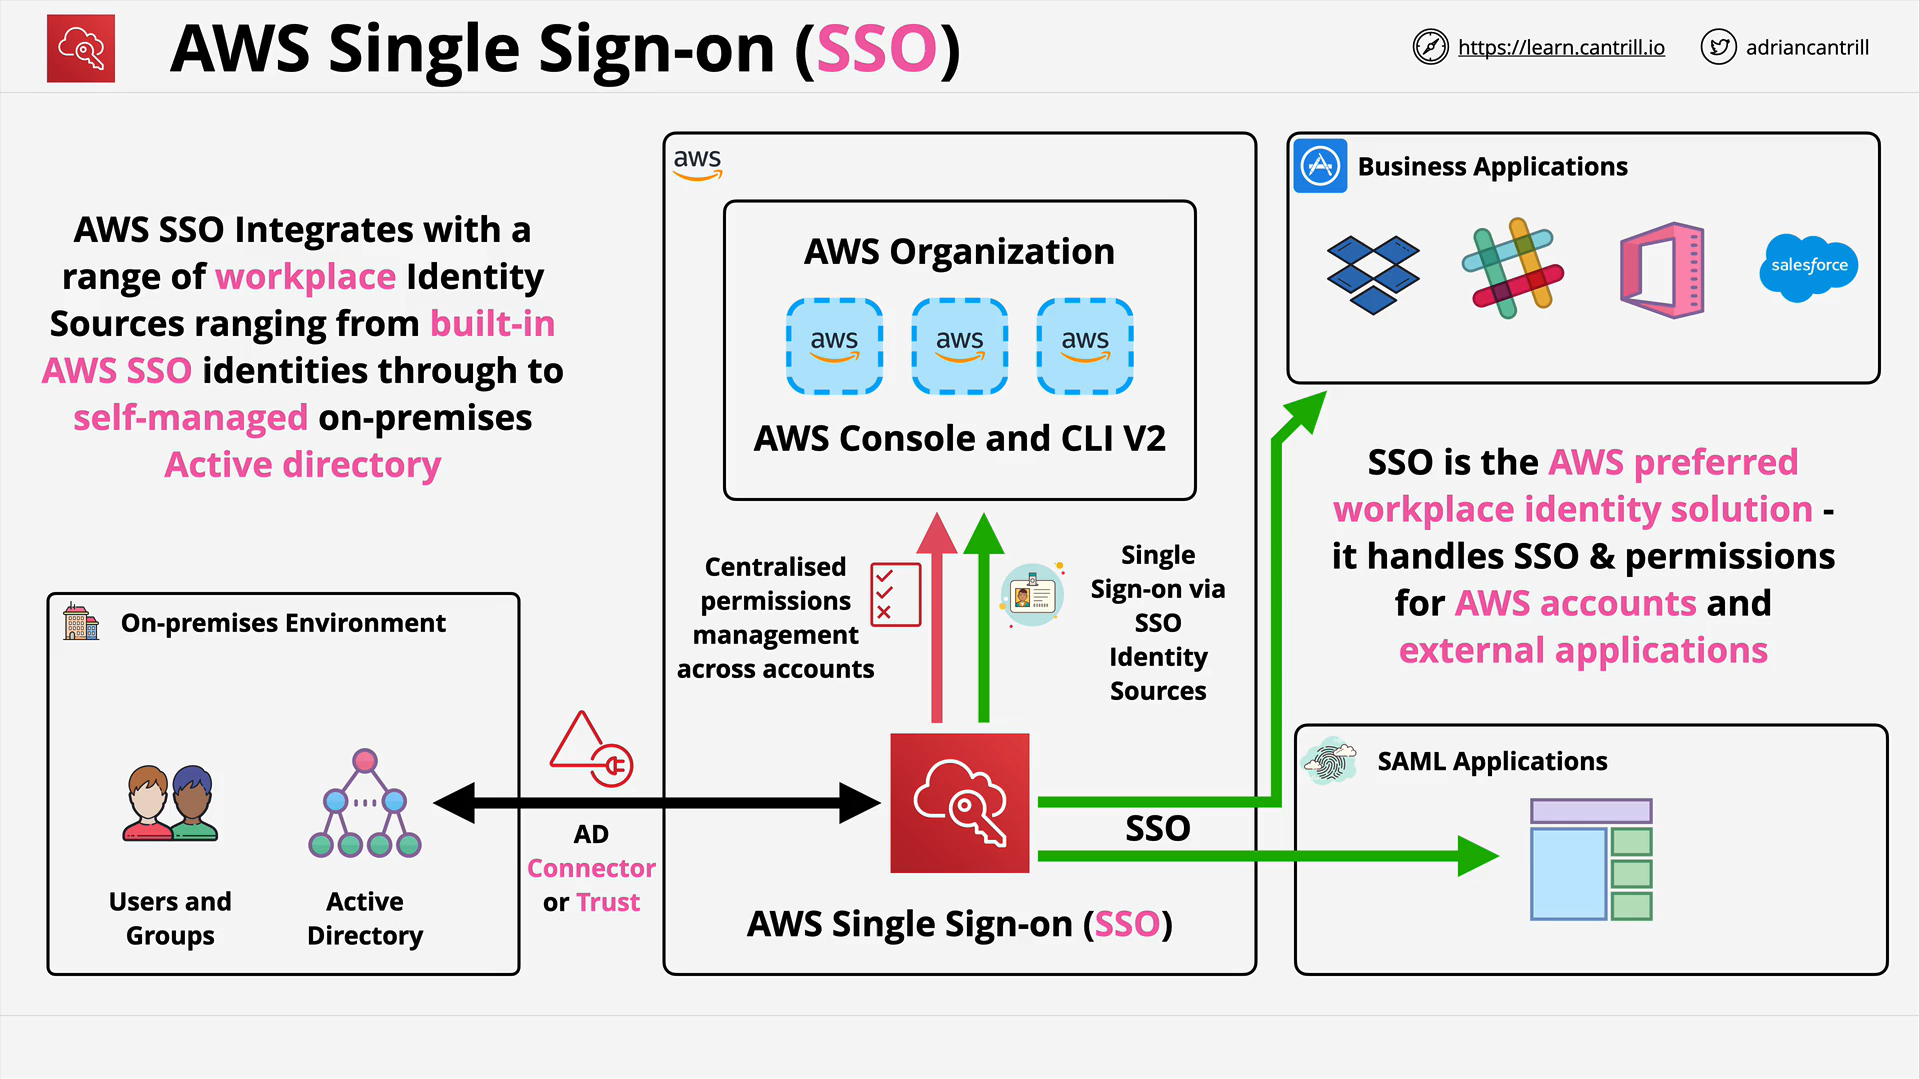 AWS Single Sign-on (SSO)
https://learn.cantrill.io
adriancantrill
AWS SSO Integrates with a
range of workplace Identity
Sources ranging from built-in
AWS SSO identities through to
self-managed on-premises
Active directory
On-premises Environment
Users and
Groups
Active
Directory
AD
Connector
or Trust
aws
AWS Organization
aws
aws
aws
AWS Console and CLI V2
Centralised
permissions
management
across accounts
Single
Sign-on via
SSO
Identity
Sources
SSO
AWS Single Sign-on (SSO)
Business Applications
salesforce
SSO is the AWS preferred
workplace identity solution -
it handles SSO & permissions
for AWS accounts and
external applications
SAML Applications